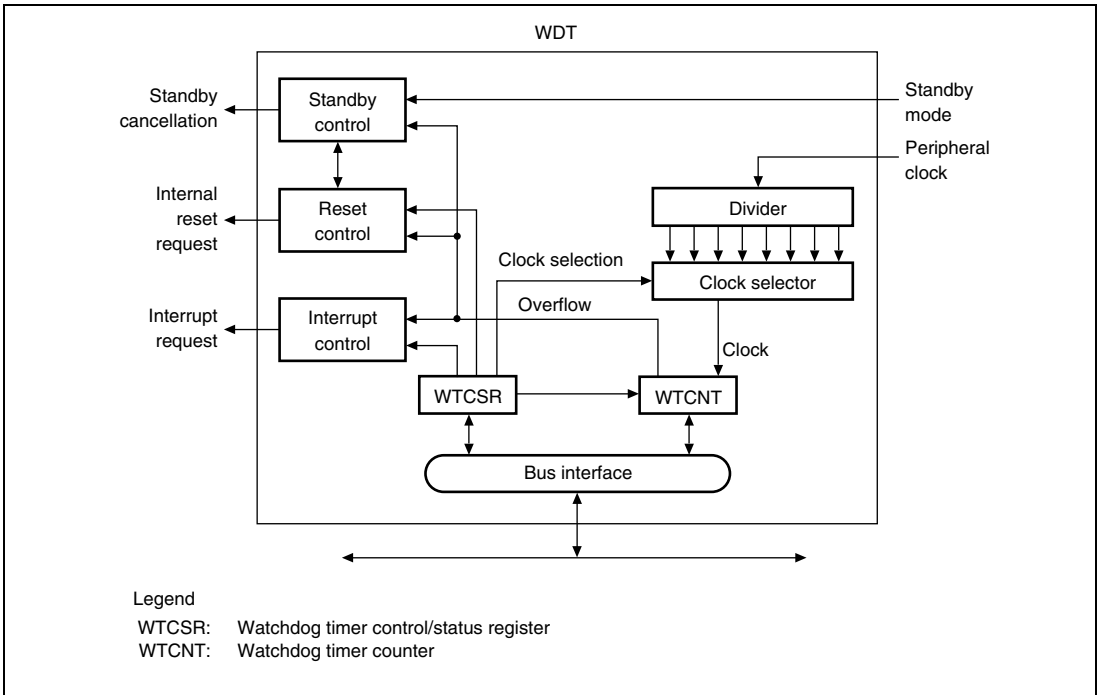 WDT
Standby
cancellation
Standby
control
Standby
mode
Peripheral
clock
Internal
reset
request
Reset
control
Divider
Clock selection
Clock selector
Interrupt
request
Interrupt
control
Overflow
Clock
WTCSR
WTCNT
Bus interface
Legend
WTCSR: Watchdog timer control/status register
WTCNT: Watchdog timer counter